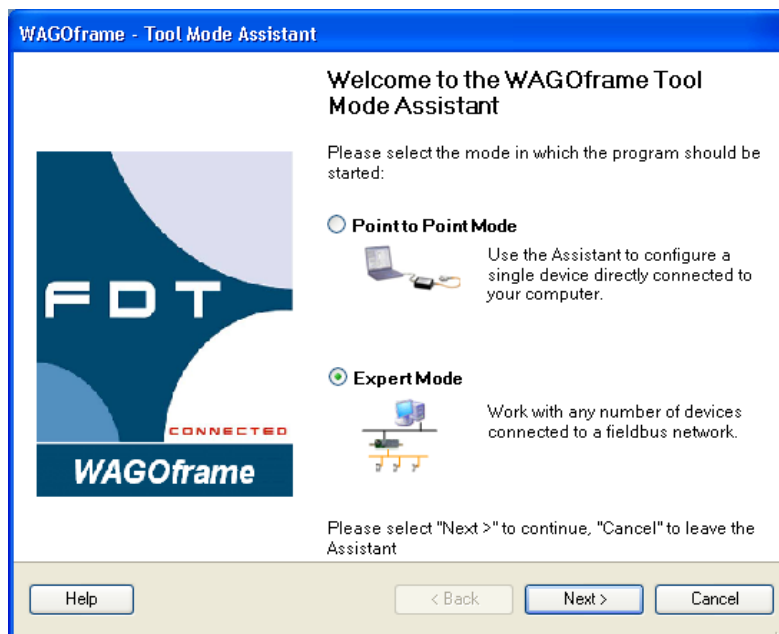 WAGOframe - Tool Mode Assistant
Welcome to the WAGOframe Tool
Mode Assistant
Please select the mode in which the program should be
started:
Point to Point Mode
Use the Assistant to configure a
single device directly connected to
your computer.
FDT
Expert Mode
Work with any number of devices
connected to a fieldbus network.
CONNECTED
WAGOframe
Please select "Next >" to continue, "Cancel" to leave the
Assistant
Help
< Back
Next >
Cancel